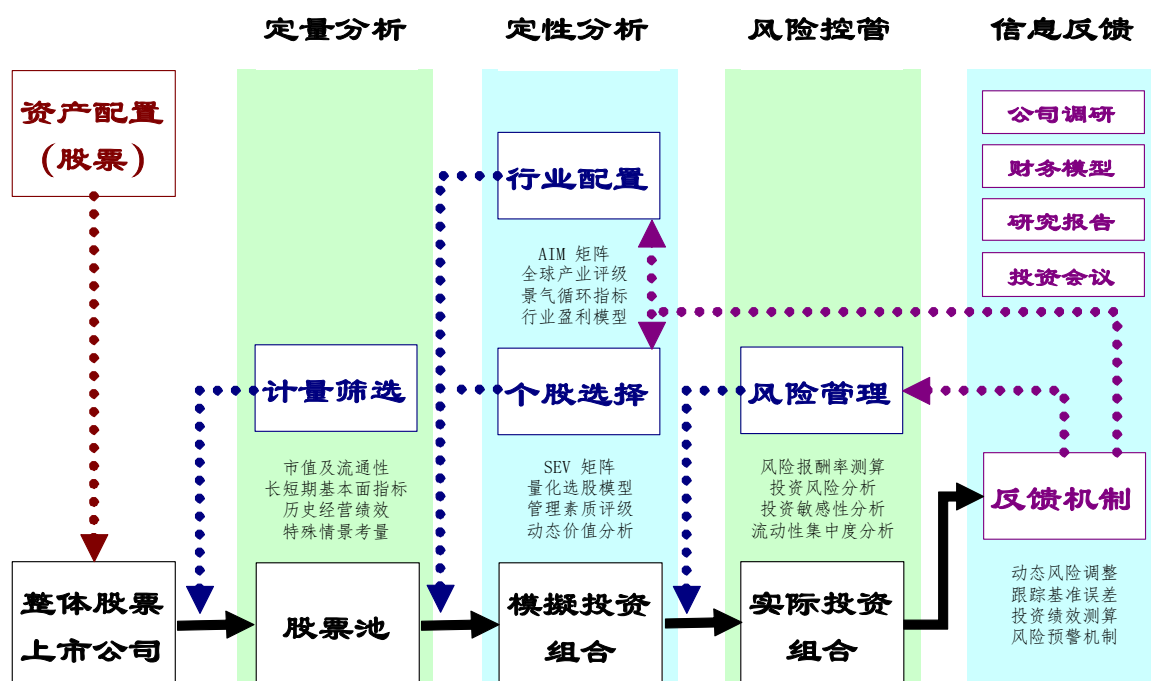 定量分析
定性分析
风险控管
信息反馈
资产配置
(股票)
公司调研
财务模型
研究报告
投资会议
行业配置
AIM 矩阵
全球产业评级
景气循环指标
行业盈利模型
计量筛选
个股选择
风险管理
市值及流通性
长短期基本面指标
历史经营绩效
特殊情景考量
SEV 矩阵
量化选股模型
管理素质评级
动态价值分析
风险报酬率测算
投资风险分析
投资敏感性分析
流动性集中度分析
反馈机制
动态风险调整
跟踪基准误差
投资绩效测算
风险预警机制
整体股票
上市公司
股票池
模擬投资
组合
实际投资
组合